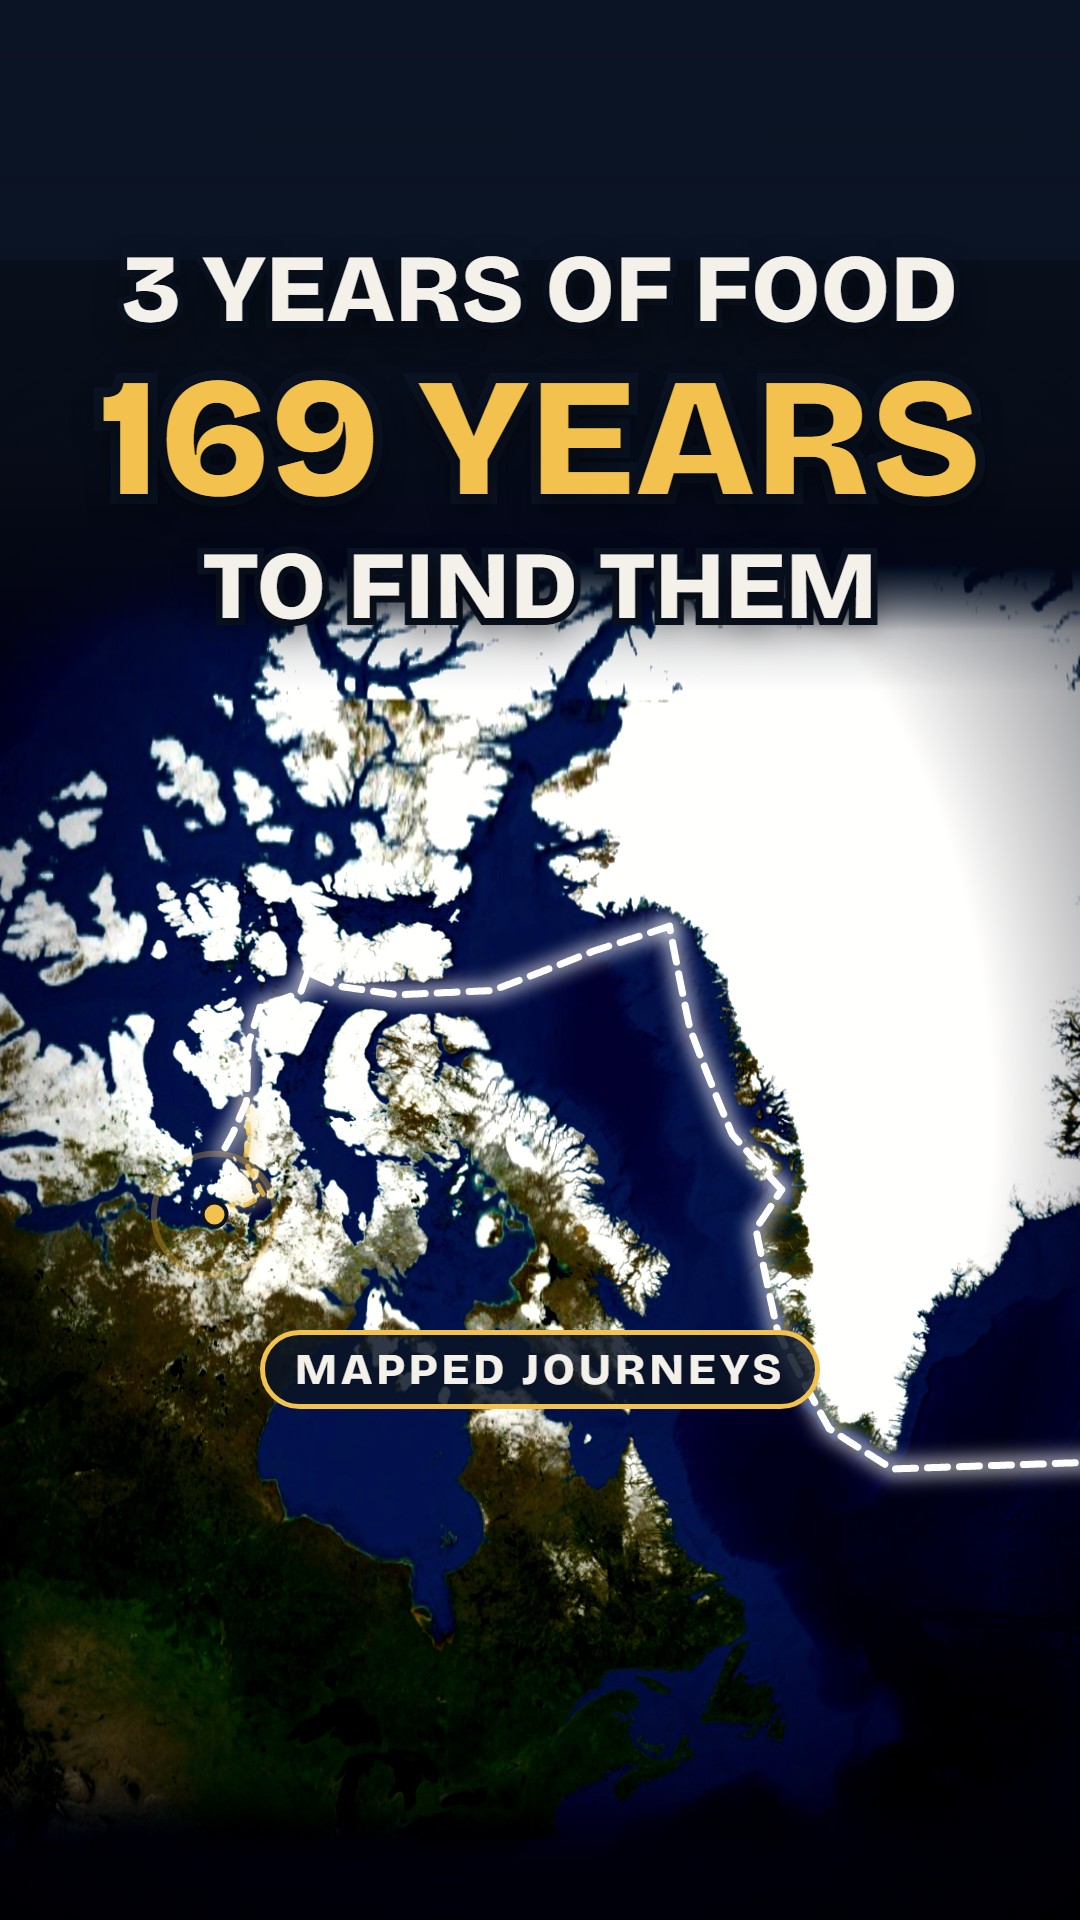 3 YEARS OF FOOD
169 YEARS
TO FIND THEM
MAPPED JOURNEYS